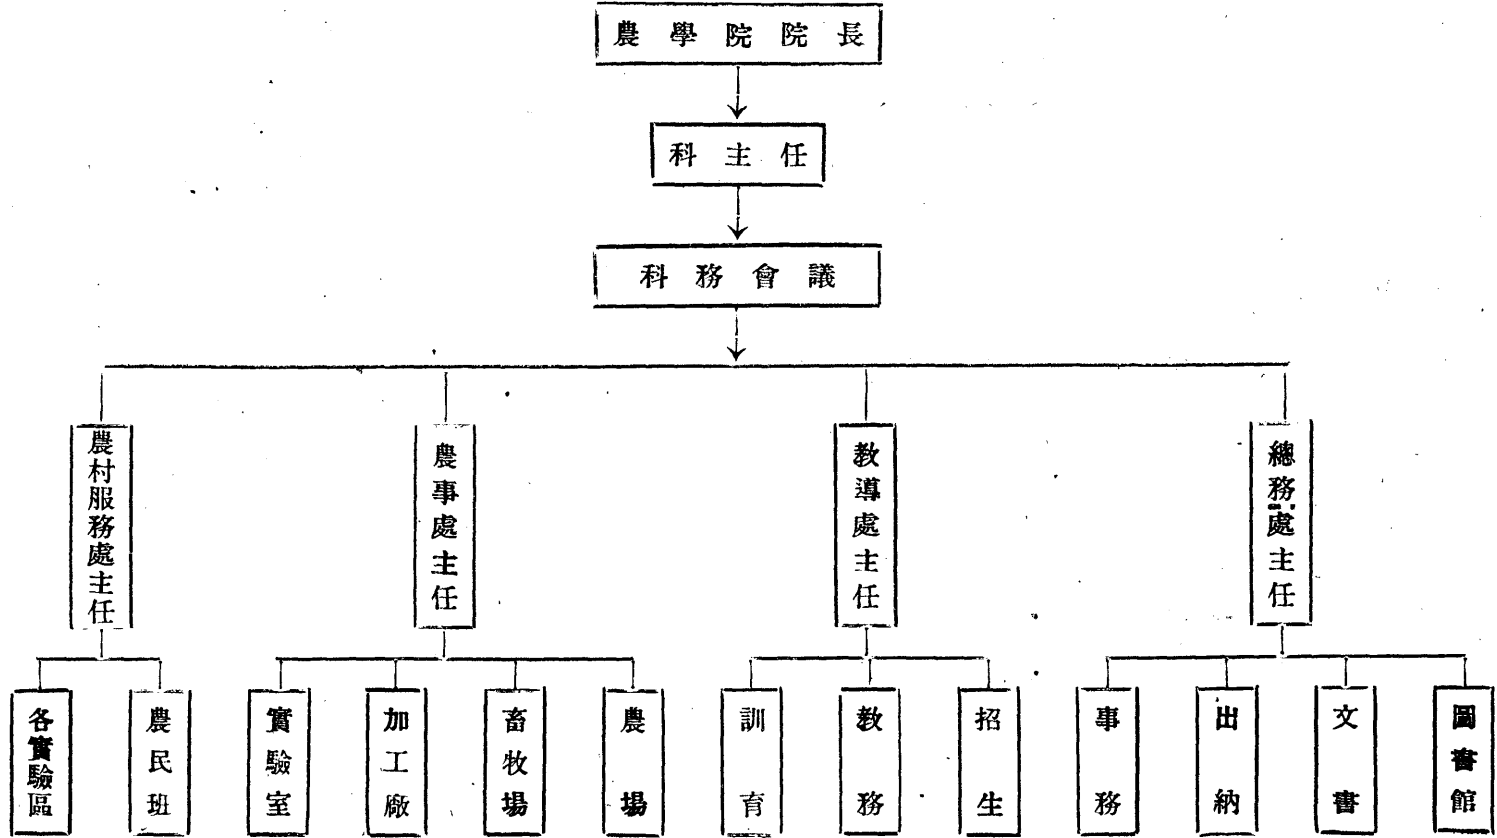 農學院院長
科主任
科務會議
農村服務處主任
農事處主任
教導處主任
總務處主任
各實驗區
農民班
實驗室
加工廠
畜牧場
農場
訓育
教務
招生
事務
出納
文書
圖書館